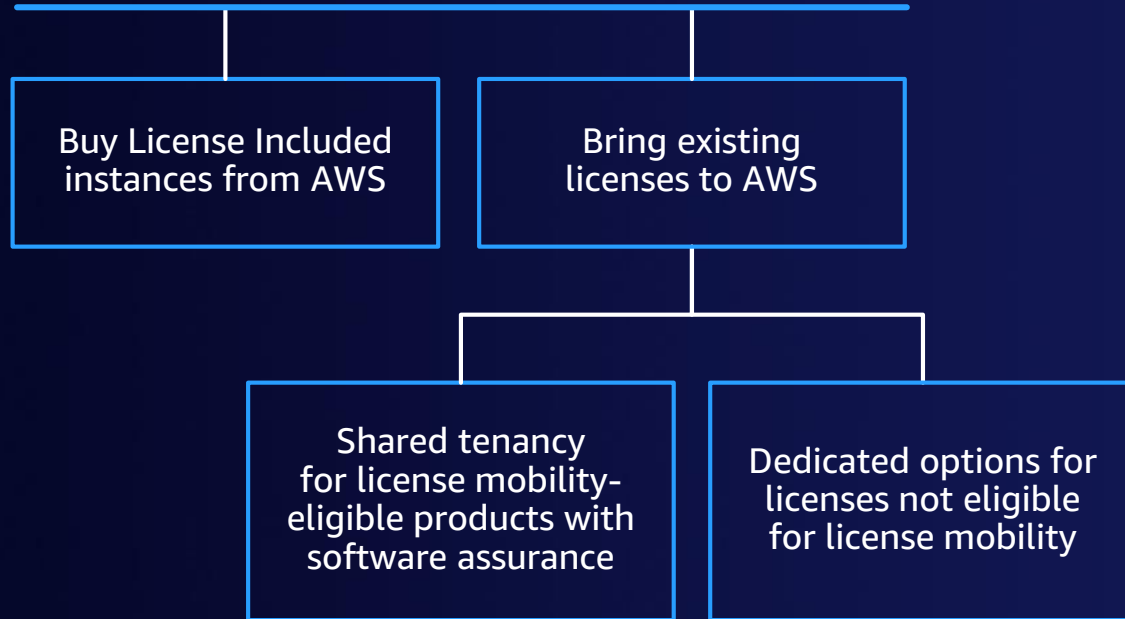 Buy License Included
instances from AWS
Bring existing
licenses to AWS
Shared tenancy
for license mobility-
eligible products with
software assurance
Dedicated options for
licenses not eligible
for license mobility